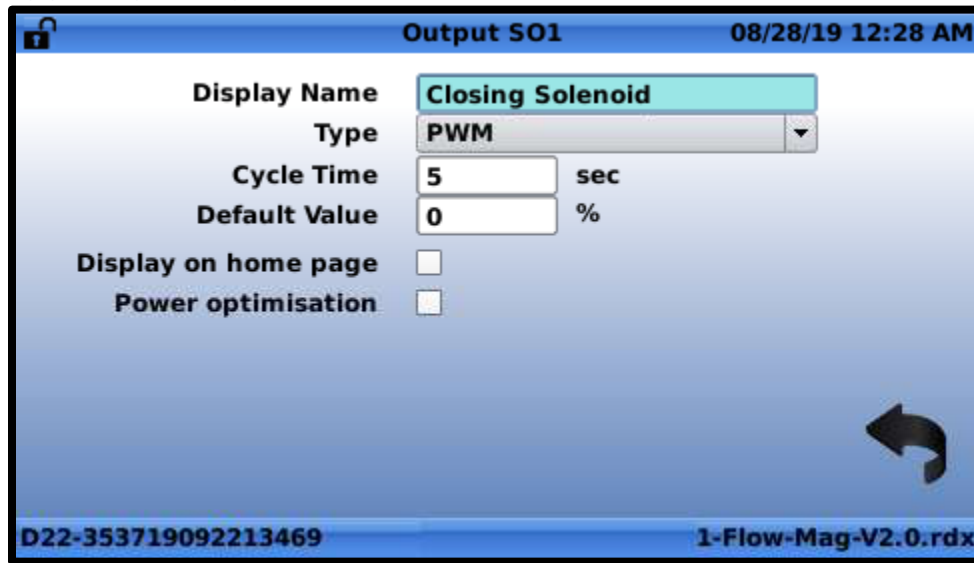 Output SO1 08/28/19 12:28 AM
Display Name Closing Solenoid
Type PWM
Cycle Time 5 sec
Default Value 0 %
Display on home page
Power optimisation
D22-353719092213469 1-Flow-Mag-V2.0.rdx